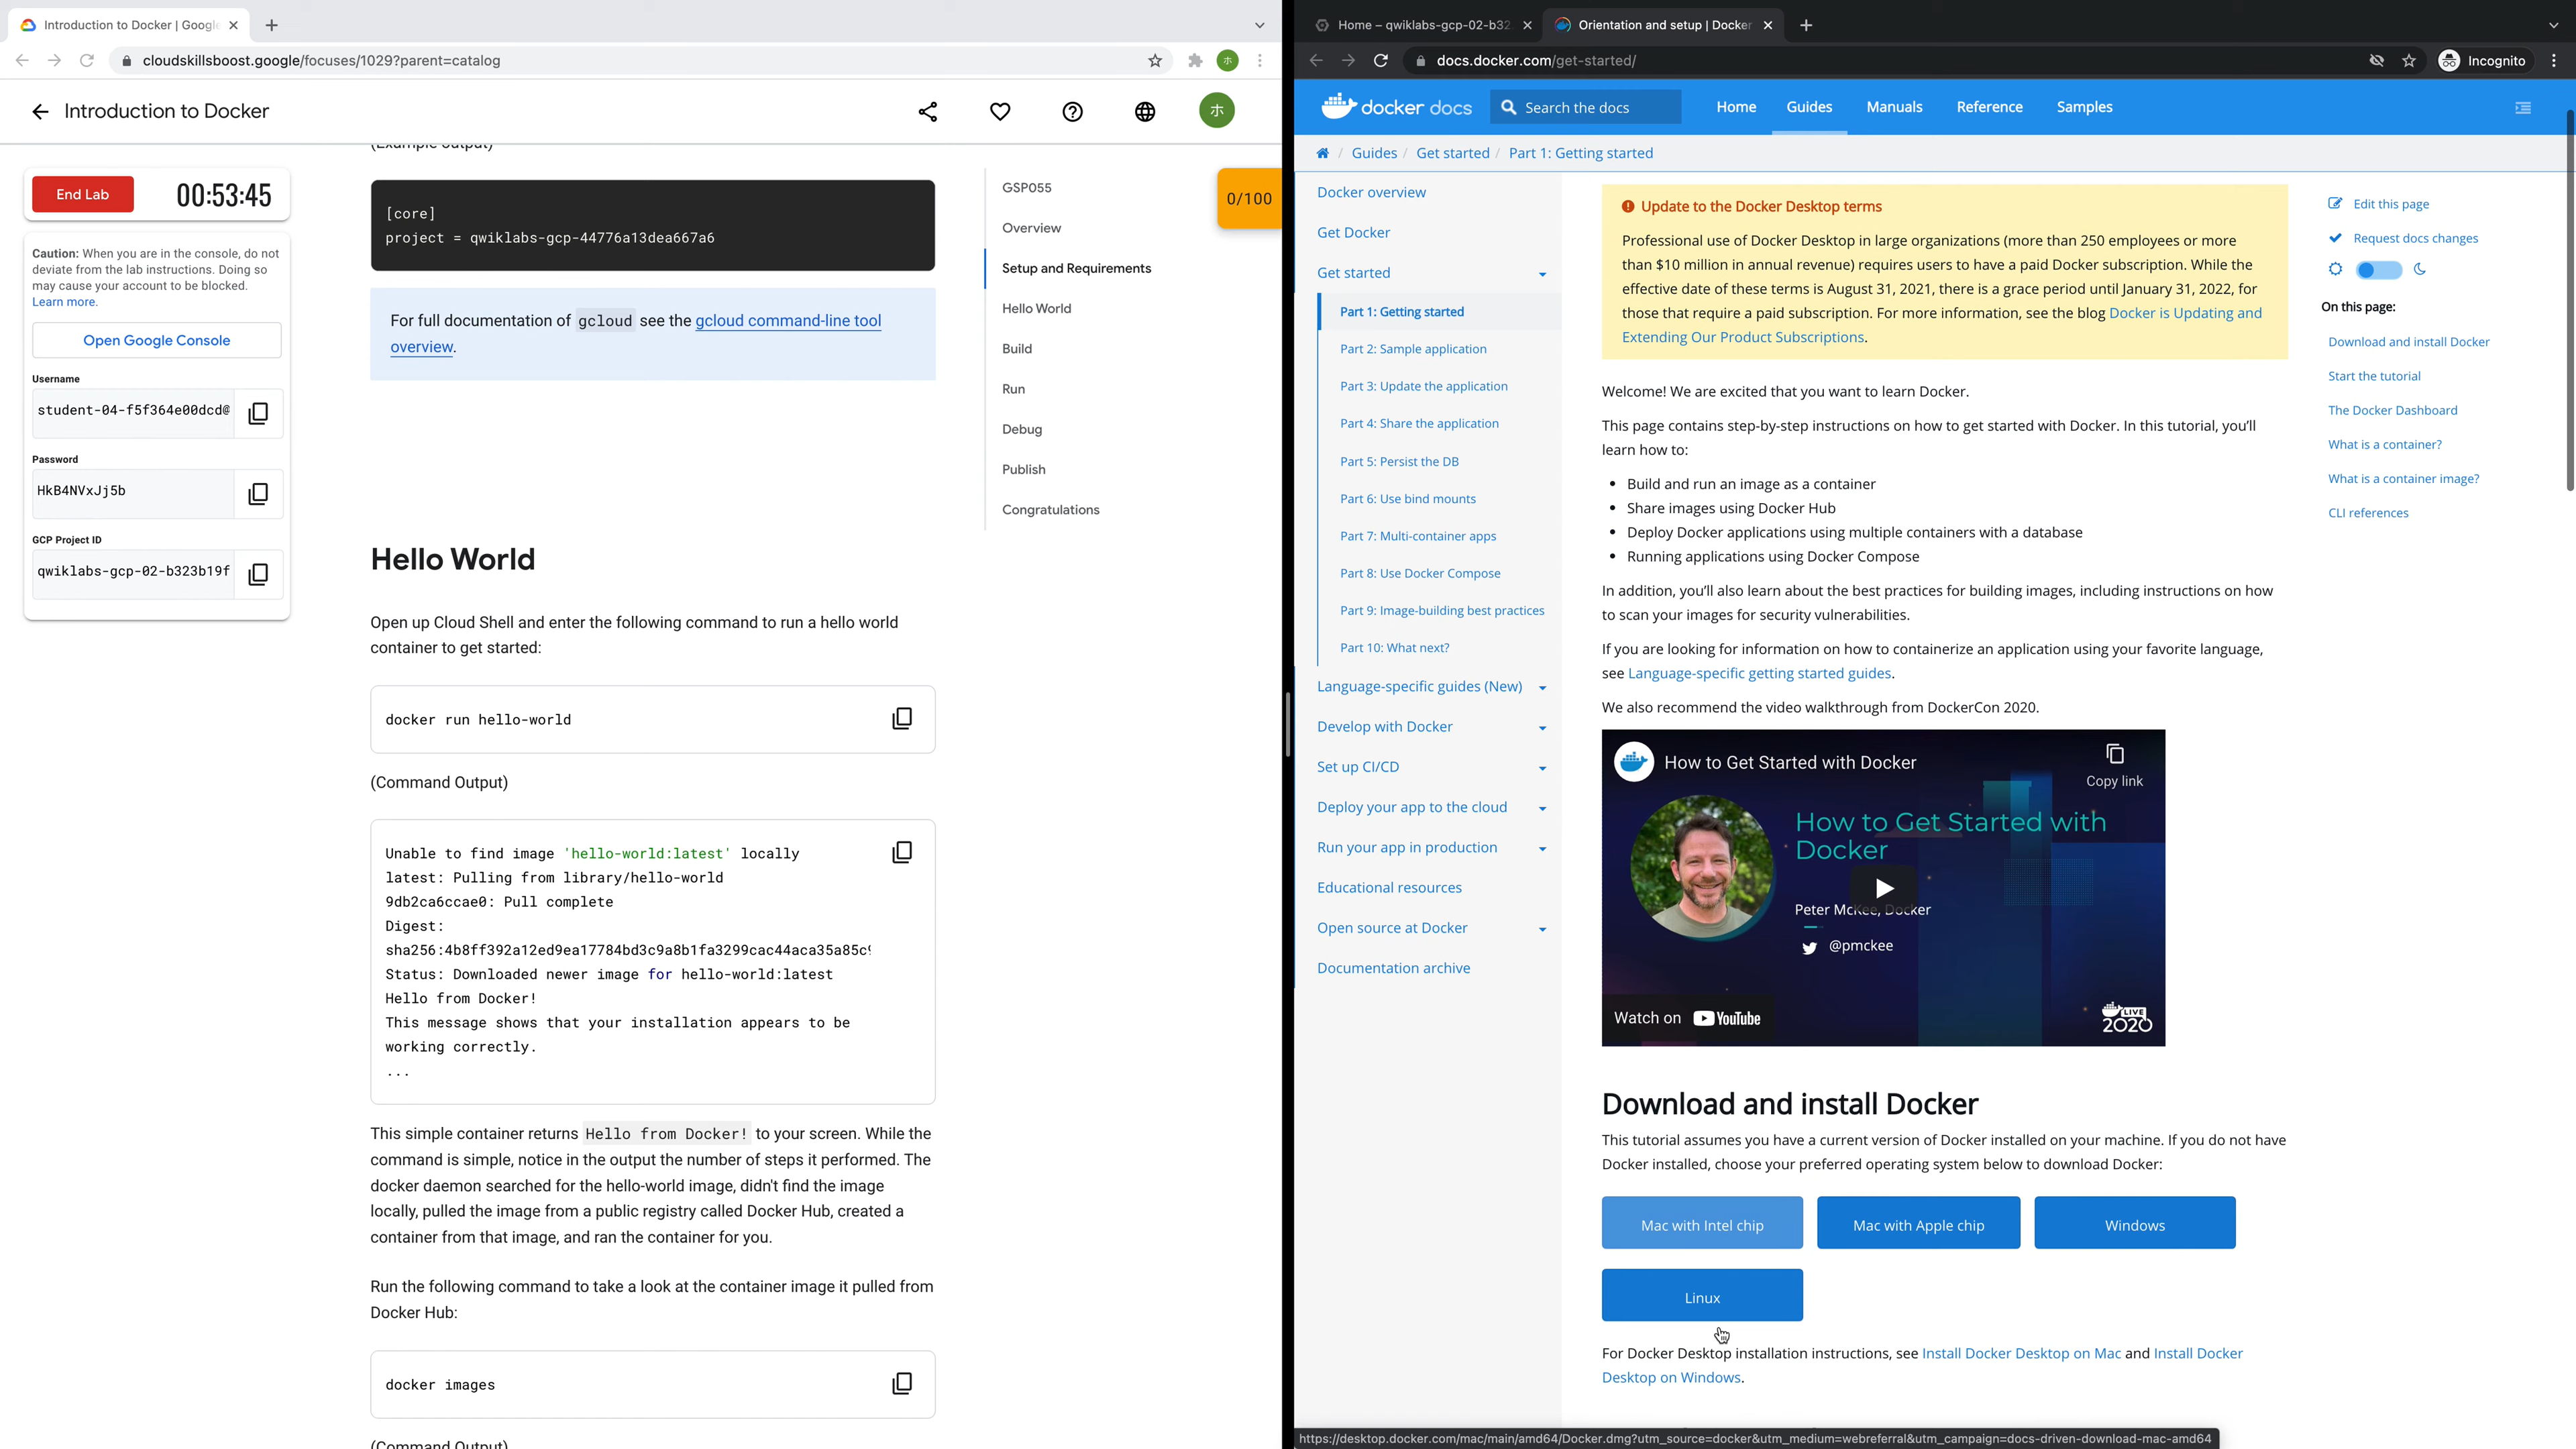 Introduction to Docker | Google
cloudskillsboost.google/focuses/1029?parent=catalog
ホ
Introduction to Docker
ホ
End Lab
00:53:45
Caution: When you are in the console, do not
deviate from the lab instructions. Doing so
may cause your account to be blocked.
Learn more.
Open Google Console
Username
student-04-f5f364e00dcd@
Password
HkB4NVxJj5b
GCP Project ID
qwiklabs-gcp-02-b323b19f
(Example output)
[core]
project = qwiklabs-gcp-44776a13dea667a6
For full documentation of gcloud see the gcloud command-line tool
overview.
Hello World
Open up Cloud Shell and enter the following command to run a hello world
container to get started:
docker run hello-world
(Command Output)
Unable to find image 'hello-world:latest' locally
latest: Pulling from library/hello-world
9db2ca6ccae0: Pull complete
Digest:
sha256:4b8ff392a12ed9ea17784bd3c9a8b1fa3299cac44aca35a85c9
Status: Downloaded newer image for hello-world:latest
Hello from Docker!
This message shows that your installation appears to be
working correctly.
...
This simple container returns Hello from Docker! to your screen. While the
command is simple, notice in the output the number of steps it performed. The
docker daemon searched for the hello-world image, didn't find the image
locally, pulled the image from a public registry called Docker Hub, created a
container from that image, and ran the container for you.
Run the following command to take a look at the container image it pulled from
Docker Hub:
docker images
(Command Output)
GSP055
Overview
Setup and Requirements
Hello World
Build
Run
Debug
Publish
Congratulations
0/100
Home – qwiklabs-gcp-02-b32
Orientation and setup | Docker
docs.docker.com/get-started/
Incognito
docker docs
Search the docs
Home
Guides
Manuals
Reference
Samples
/ Guides / Get started / Part 1: Getting started
Docker overview
Get Docker
Get started
Part 1: Getting started
Part 2: Sample application
Part 3: Update the application
Part 4: Share the application
Part 5: Persist the DB
Part 6: Use bind mounts
Part 7: Multi-container apps
Part 8: Use Docker Compose
Part 9: Image-building best practices
Part 10: What next?
Language-specific guides (New)
Develop with Docker
Set up CI/CD
Deploy your app to the cloud
Run your app in production
Educational resources
Open source at Docker
Documentation archive
Update to the Docker Desktop terms
Professional use of Docker Desktop in large organizations (more than 250 employees or more
than $10 million in annual revenue) requires users to have a paid Docker subscription. While the
effective date of these terms is August 31, 2021, there is a grace period until January 31, 2022, for
those that require a paid subscription. For more information, see the blog Docker is Updating and
Extending Our Product Subscriptions.
Welcome! We are excited that you want to learn Docker.
This page contains step-by-step instructions on how to get started with Docker. In this tutorial, you’ll
learn how to:
• Build and run an image as a container
• Share images using Docker Hub
• Deploy Docker applications using multiple containers with a database
• Running applications using Docker Compose
In addition, you’ll also learn about the best practices for building images, including instructions on how
to scan your images for security vulnerabilities.
If you are looking for information on how to containerize an application using your favorite language,
see Language-specific getting started guides.
We also recommend the video walkthrough from DockerCon 2020.
How to Get Started with Docker
Copy link
How to Get Started with
Docker
Peter McKee, Docker
@pmckee
Watch on YouTube
LIVE
2020
Download and install Docker
This tutorial assumes you have a current version of Docker installed on your machine. If you do not have
Docker installed, choose your preferred operating system below to download Docker:
Mac with Intel chip
Mac with Apple chip
Windows
Linux
For Docker Desktop installation instructions, see Install Docker Desktop on Mac and Install Docker
Desktop on Windows.
Edit this page
Request docs changes
On this page:
Download and install Docker
Start the tutorial
The Docker Dashboard
What is a container?
What is a container image?
CLI references
https://desktop.docker.com/mac/main/amd64/Docker.dmg?utm_source=docker&utm_medium=webreferral&utm_campaign=docs-driven-download-mac-amd64